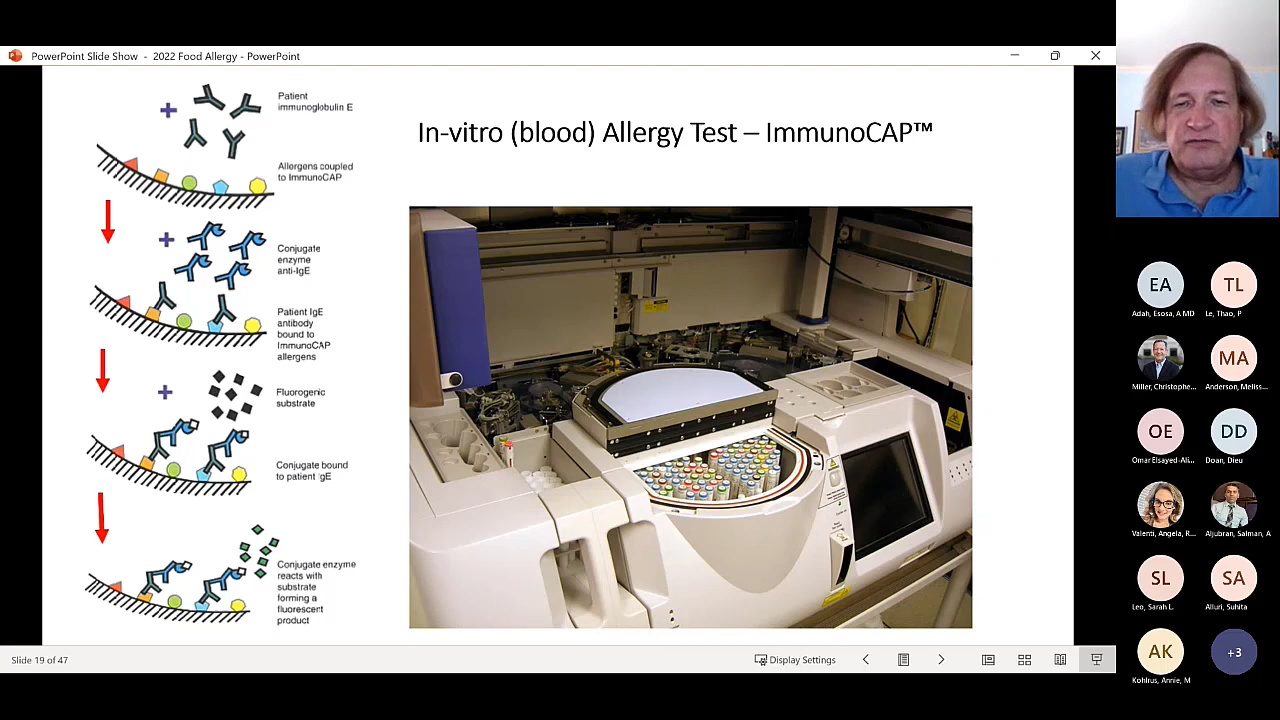 PowerPoint Slide Show - 2022 Food Allergy - PowerPoint
Patient
immunoglobulin E
Allergens coupled
to ImmunoCAP
Conjugate
enzyme
anti-IgE
Patient IgE
antibody
bound to
ImmunoCAP
allergens
Fluorogenic
substrate
Conjugate bound
to patient IgE
Conjugate enzyme
reacts with
substrate
forming a
fluorescent
product
In-vitro (blood) Allergy Test – ImmunoCAP™
Slide 19 of 47
Display Settings
EA
Adah, Esosa, A MD
TL
Le, Thao, P
Miller, Christophe...
MA
Anderson, Meliss...
OE
Omar Elsayed-Ali...
DD
Doan, Dieu
Valenti, Angela, R...
Aljubran, Salman, A
SL
Leo, Sarah L.
SA
Alluri, Suhita
AK
Kohlrus, Annie, M
+3